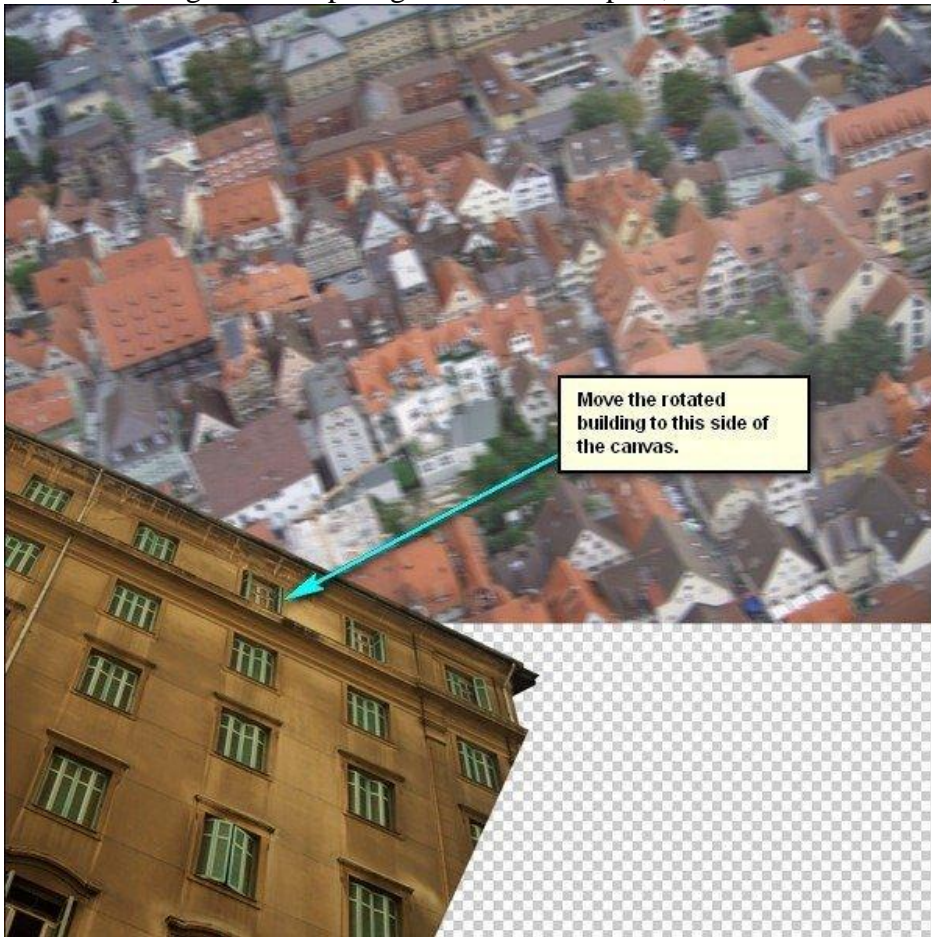 Move the rotated
building to this side of
the canvas.